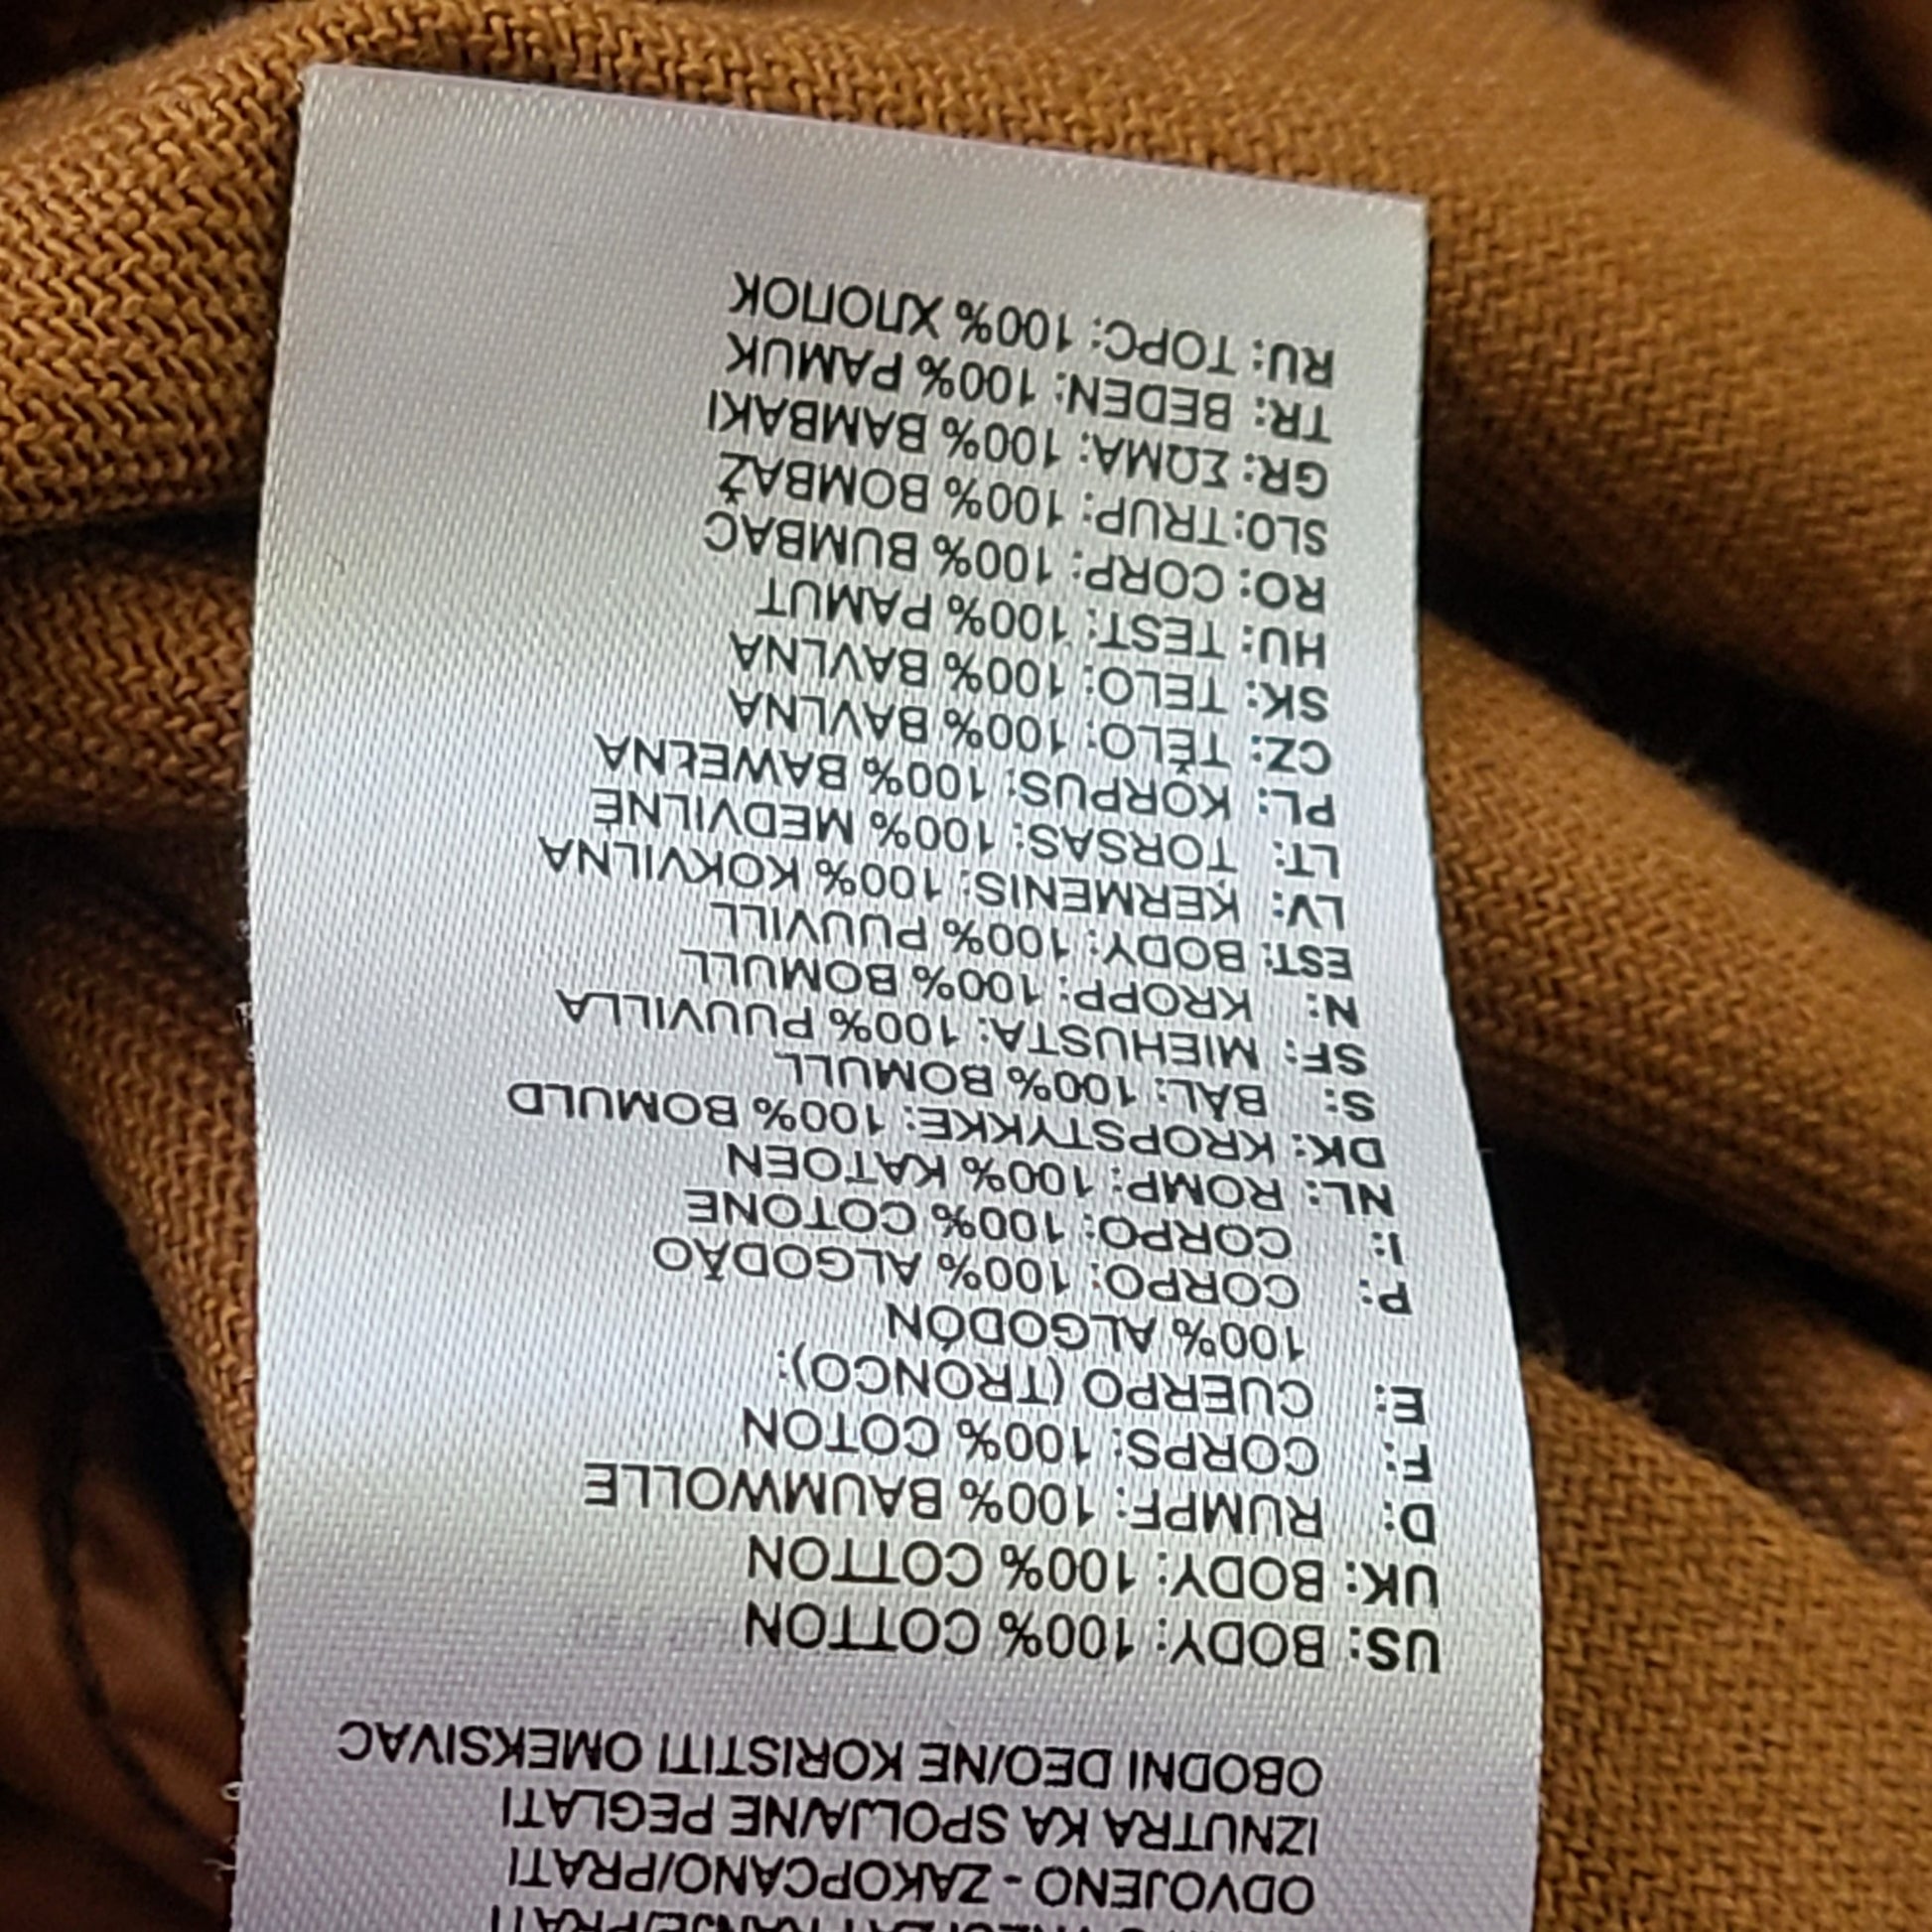 ODVOJENO - ZAKOPCANO/PRATI
IZNUTRA KA SPOLJA/NE PEGLATI
OBODNI DEO/NE KORISTITI OMEKSIVAC
US: BODY: 100% COTTON
UK: BODY: 100% COTTON
D: RUMPF: 100% BAUMWOLLE
F: CORPS: 100% COTON
E: CUERPO (TRONCO):
100% ALGODÓN
P: CORPO: 100% ALGODÃO
I: CORPO: 100% COTONE
NL: ROMP: 100% KATOEN
DK: KROPSTYKKE: 100% BOMULD
S: BÅL: 100% BOMULL
SF: MIEHUSTA: 100% PUUVILLA
N: KROPP: 100% BOMULL
EST: BODY: 100% PUUVILL
LV: ĶERMENIS: 100% KOKVILNA
LT: TORSAS: 100% MEDVILNĖ
PL: KORPUS: 100% BAWEŁNA
CZ: TĚLO: 100% BAVLNA
SK: TELO: 100% BAVLNA
HU: TEST: 100% PAMUT
RO: CORP: 100% BUMBAC
SLO: TRUP: 100% BOMBAŽ
GR: ΣΩΜΑ: 100% ΒΑΜΒΑΚΙ
TR: BEDEN: 100% PAMUK
RU: ТОРС: 100% ХЛОПОК